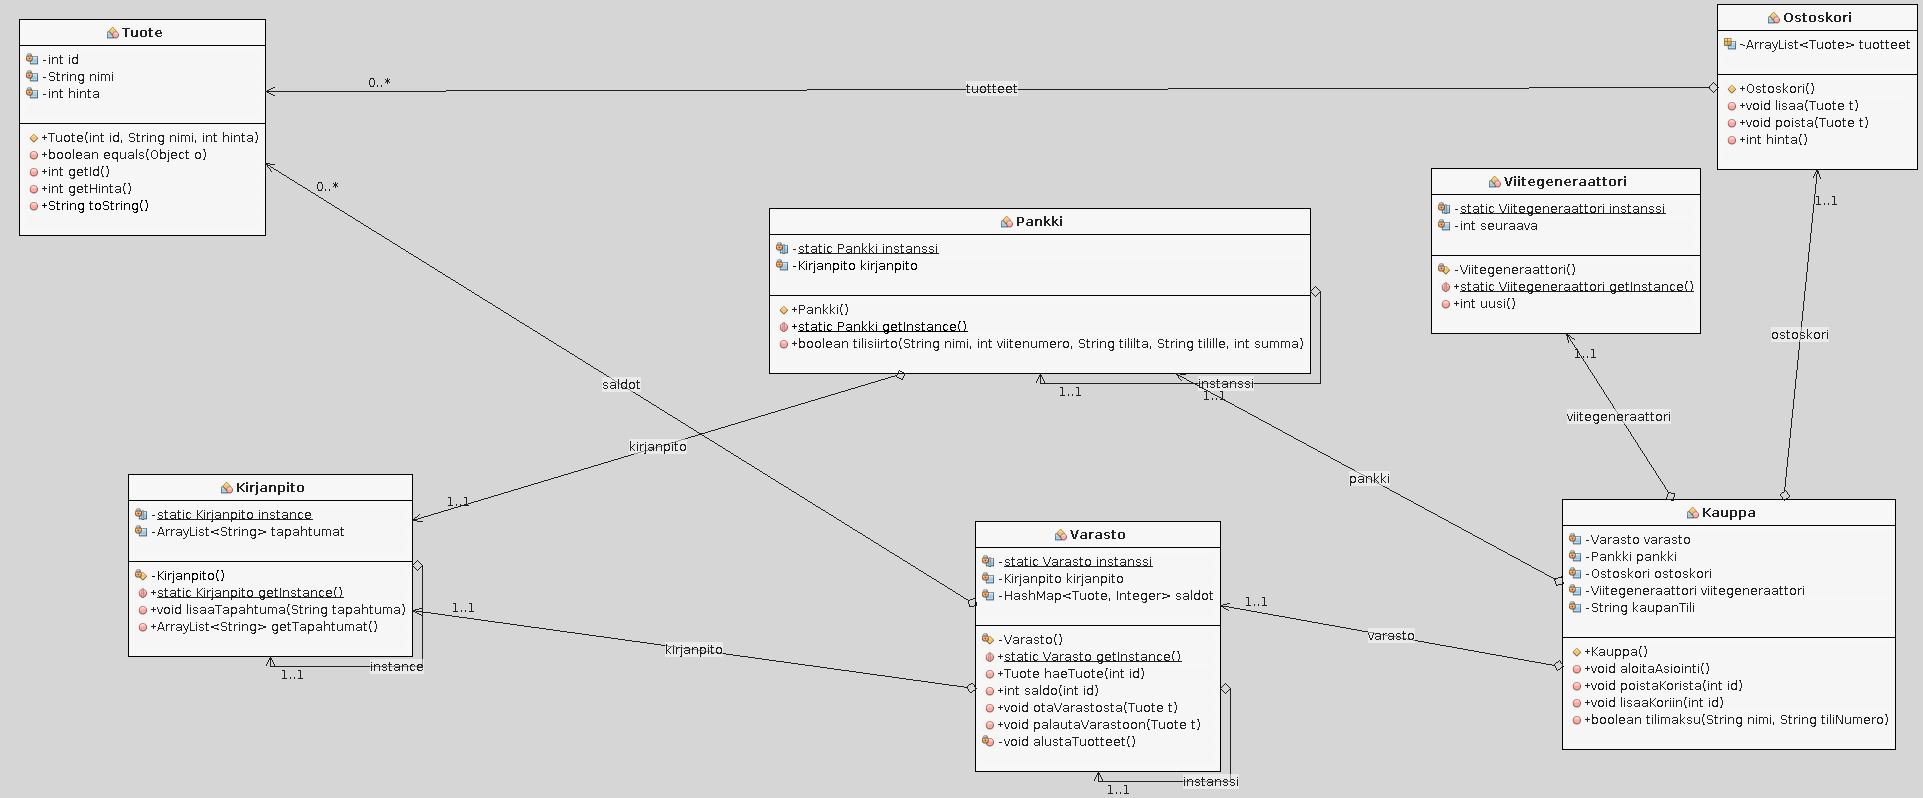 Tuote
-int id
-String nimi
-int hinta
+Tuote(int id, String nimi, int hinta)
+boolean equals(Object o)
+int getId()
+int getHinta()
+String toString()
0..*
tuotteet
Ostoskori
~ArrayList<Tuote> tuotteet
+Ostoskori()
+void lisaa(Tuote t)
+void poista(Tuote t)
+int hinta()
0..*
saldot
Pankki
-static Pankki instanssi
-Kirjanpito kirjanpito
+Pankki()
+static Pankki getInstance()
+boolean tilisiirto(String nimi, int viitenumero, String tililta, String tilille, int summa)
1..1
instanssi
1..1
Viitegeneraattori
-static Viitegeneraattori instanssi
-int seuraava
-Viitegeneraattori()
+static Viitegeneraattori getInstance()
+int uusi()
1..1
1..1
ostoskori
viitegeneraattori
kirjanpito
1..1
pankki
Kirjanpito
-static Kirjanpito instance
-ArrayList<String> tapahtumat
-Kirjanpito()
+static Kirjanpito getInstance()
+void lisaaTapahtuma(String tapahtuma)
+ArrayList<String> getTapahtumat()
1..1
instance
1..1
kirjanpito
Varasto
-static Varasto instanssi
-Kirjanpito kirjanpito
-HashMap<Tuote, Integer> saldot
-Varasto()
+static Varasto getInstance()
+Tuote haeTuote(int id)
+int saldo(int id)
+void otaVarastosta(Tuote t)
+void palautaVarastoon(Tuote t)
-void alustaTuotteet()
1..1
instanssi
1..1
varasto
Kauppa
-Varasto varasto
-Pankki pankki
-Ostoskori ostoskori
-Viitegeneraattori viitegeneraattori
-String kaupanTili
+Kauppa()
+void aloitaAsiointi()
+void poistaKorista(int id)
+void lisaaKoriin(int id)
+boolean tilimaksu(String nimi, String tiliNumero)